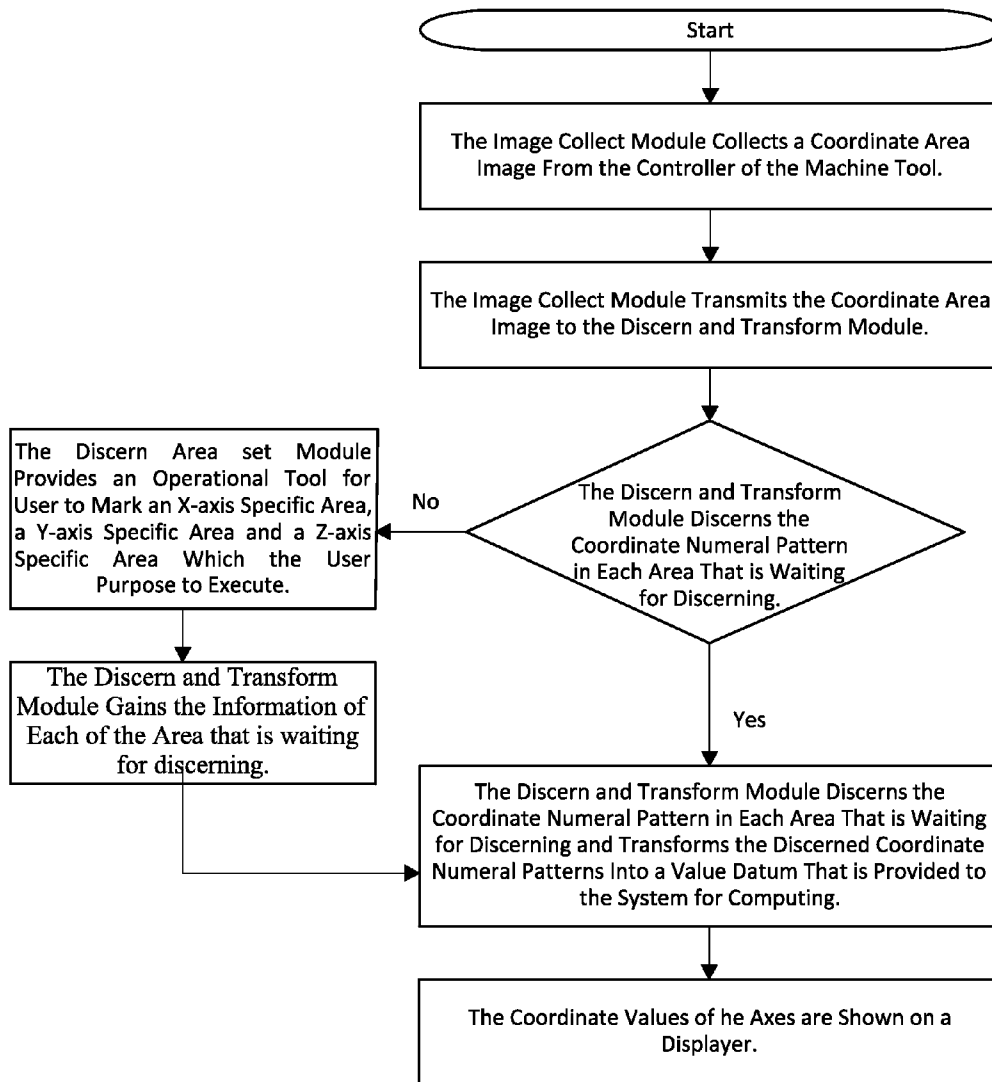 Start
The Image Collect Module Collects a Coordinate Area
Image From the Controller of the Machine Tool.
The Image Collect Module Transmits the Coordinate Area
Image to the Discern and Transform Module.
The Discern and Transform
Module Discerns the
Coordinate Numeral Pattern
in Each Area That is Waiting
for Discerning.
No
The Discern Area set Module
Provides an Operational Tool for
User to Mark an X-axis Specific Area,
a Y-axis Specific Area and a Z-axis
Specific Area Which the User
Purpose to Execute.
The Discern and Transform
Module Gains the Information of
Each of the Area that is waiting
for discerning.
Yes
The Discern and Transform Module Discerns the
Coordinate Numeral Pattern in Each Area That is Waiting
for Discerning and Transforms the Discerned Coordinate
Numeral Patterns Into a Value Datum That is Provided to
the System for Computing.
The Coordinate Values of he Axes are Shown on a
Displayer.